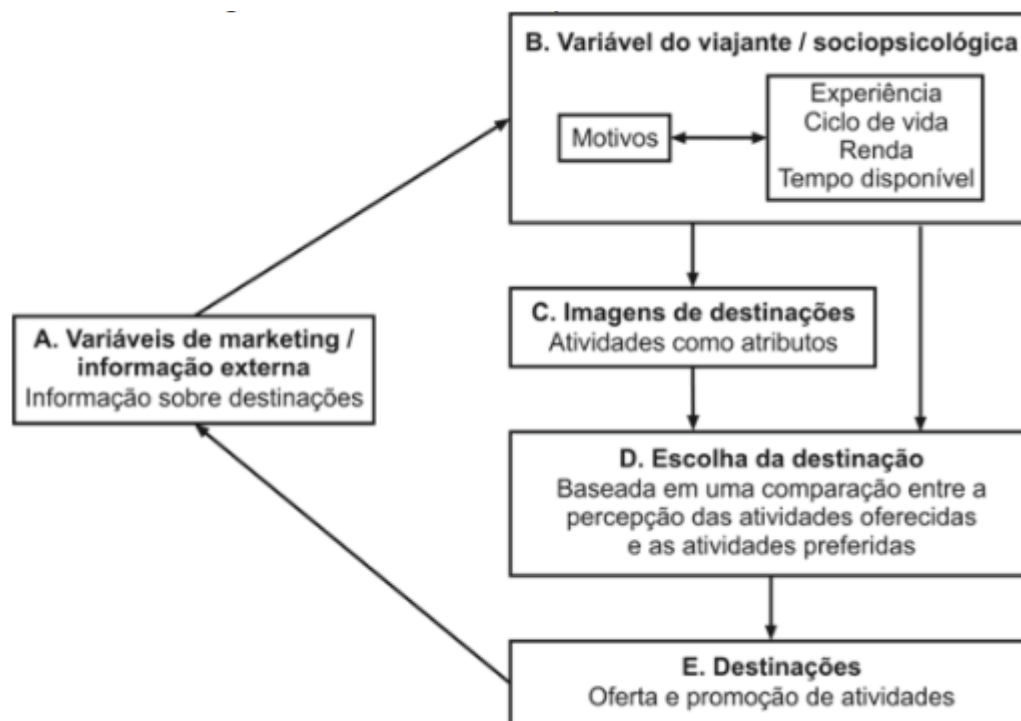 B. Variável do viajante / sociopsicológica
Motivos
Experiência
Ciclo de vida
Renda
Tempo disponível
A. Variáveis de marketing /
informação externa
Informação sobre destinações
C. Imagens de destinações
Atividades como atributos
D. Escolha da destinação
Baseada em uma comparação entre a
percepção das atividades oferecidas
e as atividades preferidas
E. Destinações
Oferta e promoção de atividades